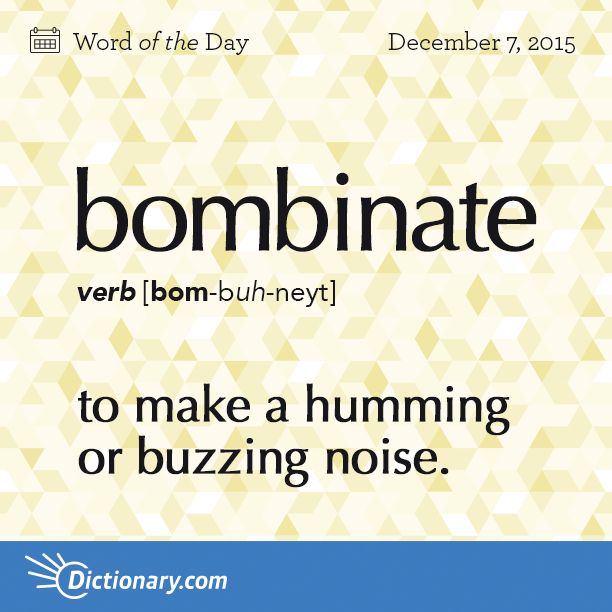 Word of the Day
December 7, 2015
bombinate
verb [bom-buh-neyt]
to make a humming
or buzzing noise.
Dictionary.com